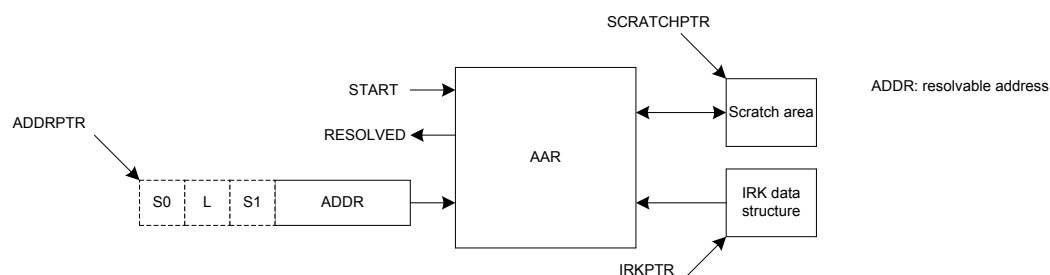 SCRATCHPTR
START
Scratch area
ADDR: resolvable address
ADDRPTR
RESOLVED
AAR
S0
L
S1
ADDR
IRK data
structure
IRKPTR